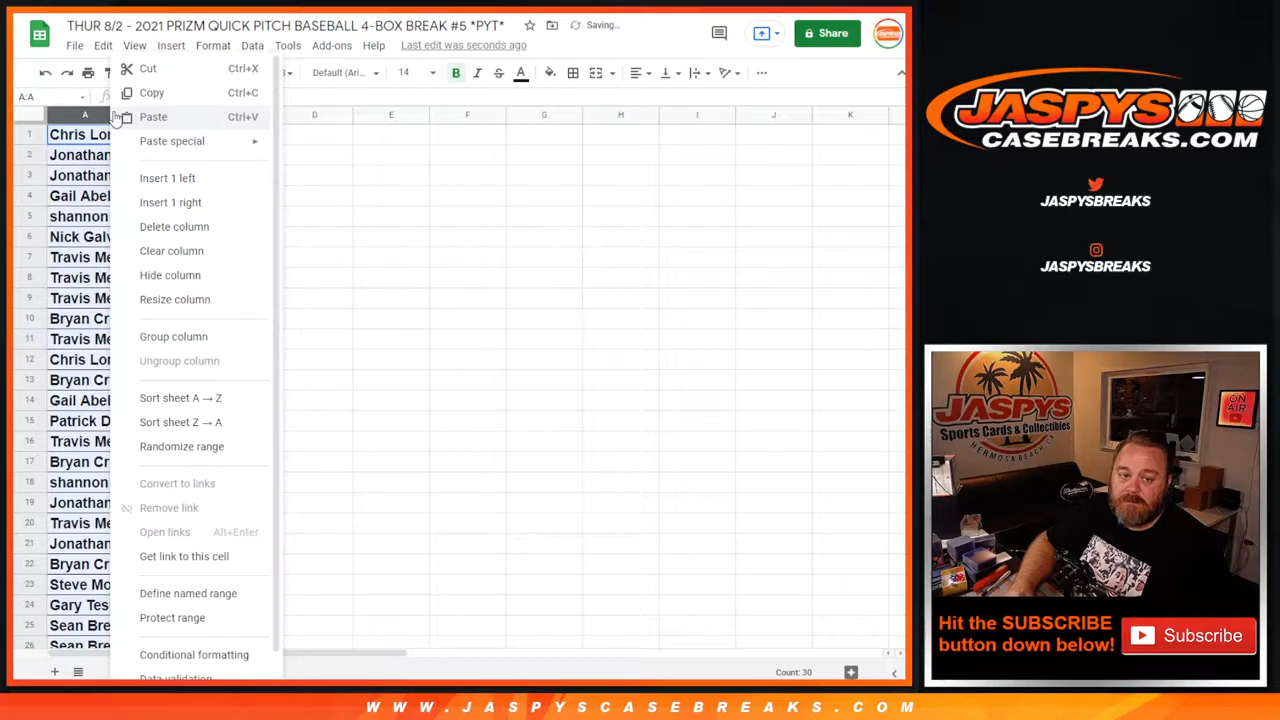 THUR 8/2 - 2021 PRIZM QUICK PITCH BASEBALL 4-BOX BREAK #5 *PYT*
Saving...
File Edit View Insert Format Data Tools Add-ons Help Last edit was seconds ago
Share
Default (Ari... 14 B I S A
A:A
A D E F G H I J K
Cut Ctrl+X
Copy Ctrl+C
Paste Ctrl+V
Paste special
Insert 1 left
Insert 1 right
Delete column
Clear column
Hide column
Resize column
Group column
Ungroup column
Sort sheet A → Z
Sort sheet Z → A
Randomize range
Convert to links
Remove link
Open links Alt+Enter
Get link to this cell
Define named range
Protect range
Conditional formatting
Data validation
1 Chris Lor
2 Jonathan
3 Jonathan
4 Gail Abel
5 shannon
6 Nick Galv
7 Travis Me
8 Travis Me
9 Travis Me
10 Bryan Cr
11 Travis Me
12 Chris Lor
13 Bryan Cr
14 Gail Abel
15 Patrick D
16 Travis Me
17 Bryan Cr
18 shannon
19 Jonathan
20 Travis Me
21 Jonathan
22 Bryan Cr
23 Steve Mo
24 Gary Tes
25 Sean Bre
26 Sean Bre
Count: 30
JASPYS
CASEBREAKS.COM
JASPYSBREAKS
JASPYSBREAKS
JASPYS
Sports Cards & Collectibles
HERMOSA BEACH, CA
ON AIR
Hit the SUBSCRIBE
button down below!
Subscribe
WWW.JASPYSCASEBREAKS.COM